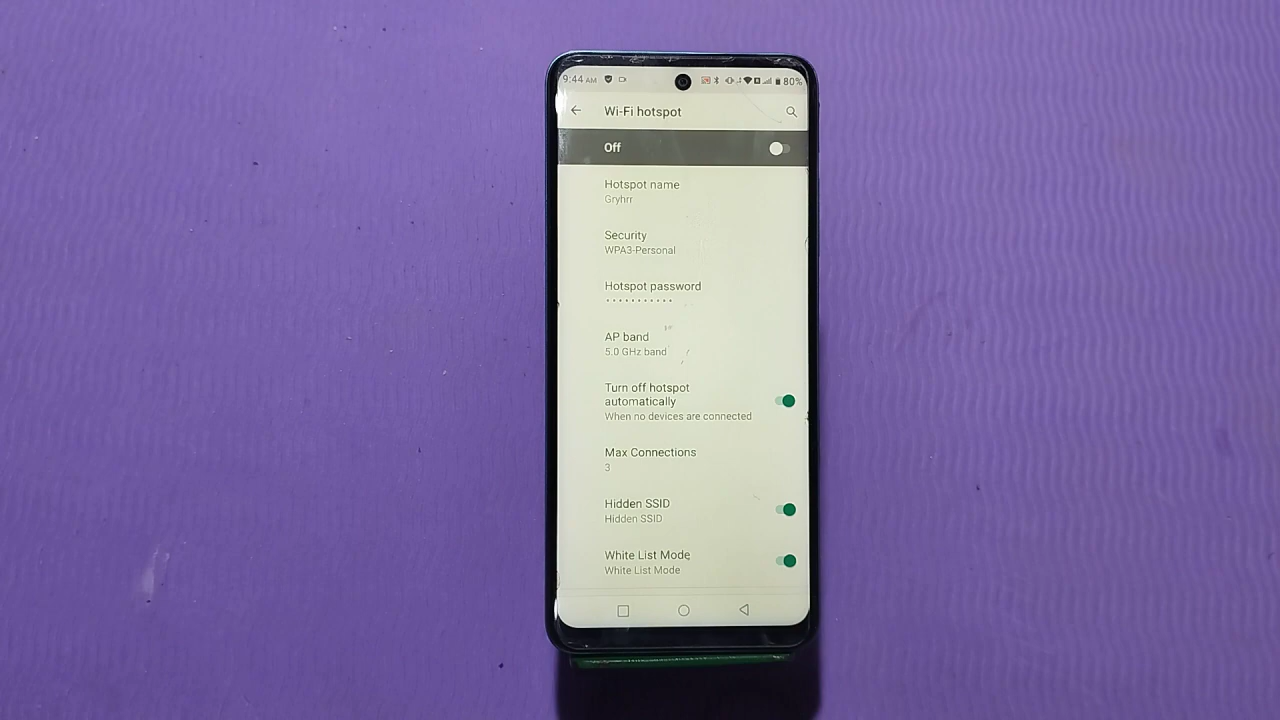 9:44 AM 80%
Wi-Fi hotspot
Off
Hotspot name
Gryhrr
Security
WPA3-Personal
Hotspot password
•••••••••••
AP band
5.0 GHz band
Turn off hotspot
automatically
When no devices are connected
Max Connections
3
Hidden SSID
Hidden SSID
White List Mode
White List Mode